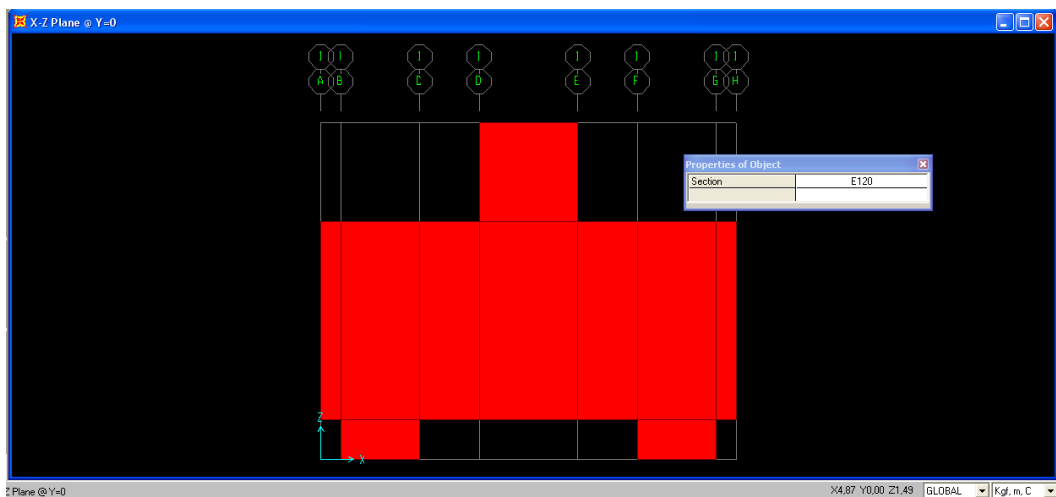 X-Z Plane @ Y=0
1 1 1 1 1 1 1 1
A B C D E F G H
Properties of Object
Section E120
Z
X
Plane @ Y=0 X4,87 Y0,00 Z1,49 GLOBAL Kgf, m, C